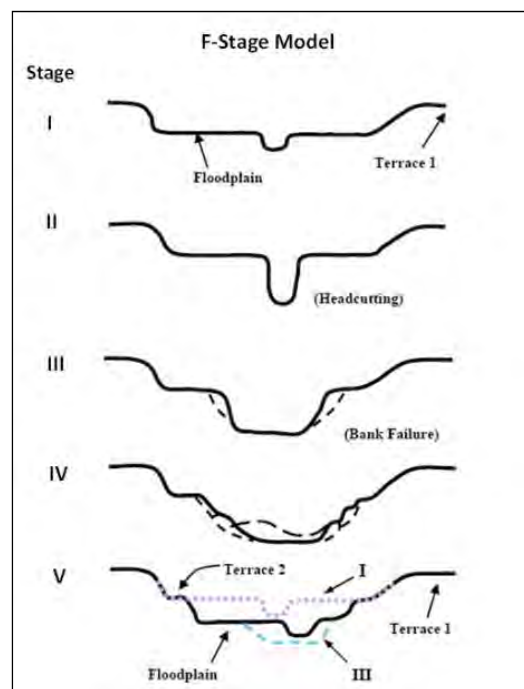 F-Stage Model
Stage
I
Floodplain
Terrace 1
II
(Headcutting)
III
(Bank Failure)
IV
V
Terrace 2
I
Terrace 1
Floodplain
III